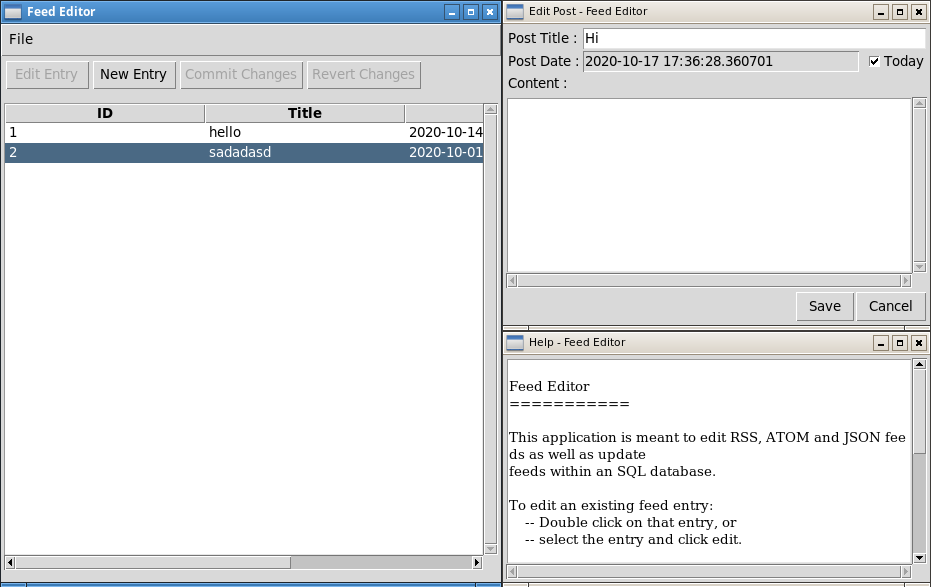 Feed Editor
File
Edit Entry New Entry Commit Changes Revert Changes
ID Title
1 hello 2020-10-14
2 sadadasd 2020-10-01
Edit Post - Feed Editor
Post Title : Hi
Post Date : 2020-10-17 17:36:28.360701 Today
Content :
Save Cancel
Help - Feed Editor
Feed Editor
===========
This application is meant to edit RSS, ATOM and JSON fee
ds as well as update
feeds within an SQL database.
To edit an existing feed entry:
-- Double click on that entry, or
-- select the entry and click edit.